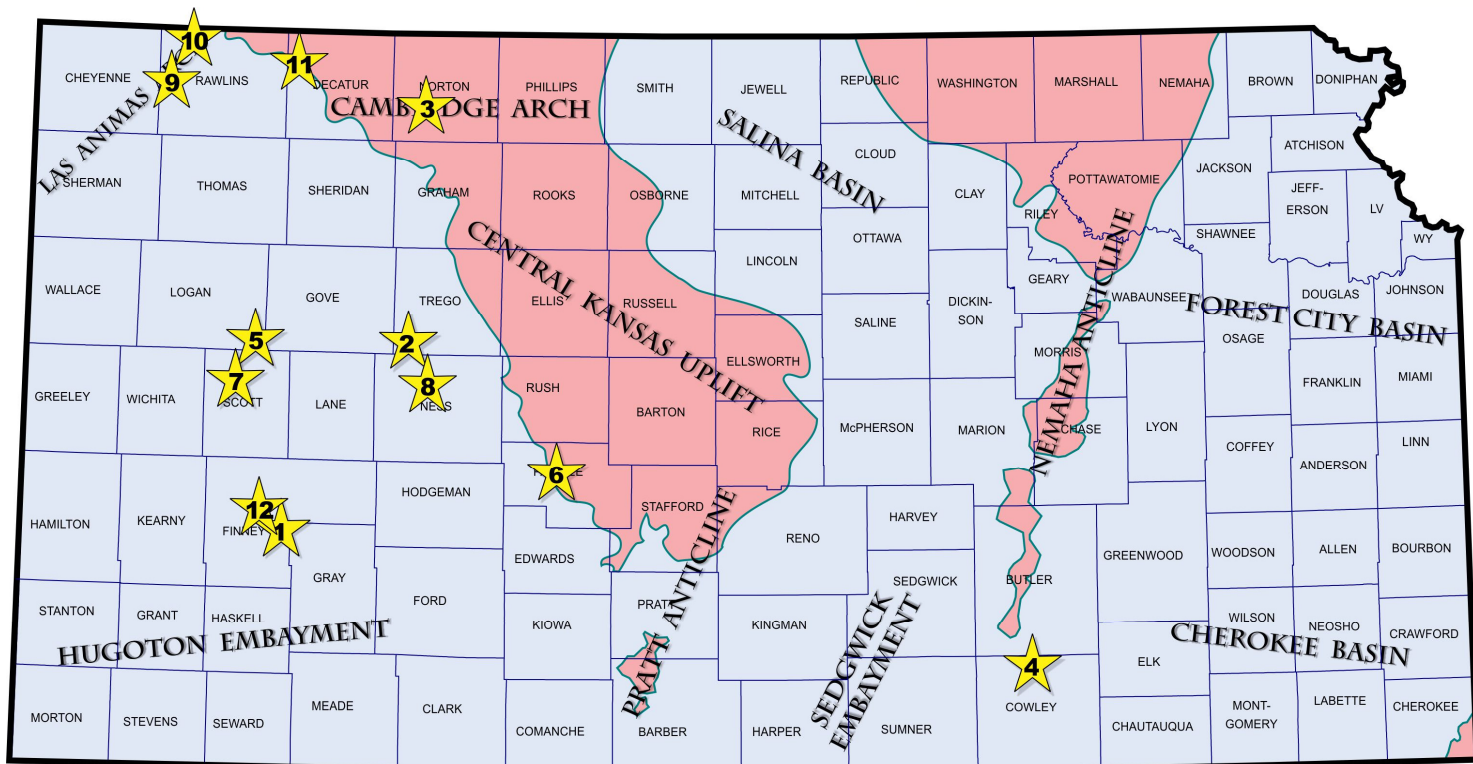 10
9
11
3
5
2
7
8
6
12
1
4
CHEYENNE
RAWLINS
DECATUR
NORTON
PHILLIPS
SMITH
JEWELL
REPUBLIC
WASHINGTON
MARSHALL
NEMAHA
BROWN
DONIPHAN
LAS ANIMAS
CAMBRIDGE ARCH
SALINA BASIN
SHERMAN
THOMAS
SHERIDAN
GRAHAM
ROOKS
OSBORNE
MITCHELL
CLOUD
CLAY
RILEY
POTTAWATOMIE
JACKSON
ATCHISON
JEFF-
ERSON
LV
WY
SHAWNEE
OTTAWA
LINCOLN
CENTRAL KANSAS UPLIFT
WALLACE
LOGAN
GOVE
TREGO
ELLIS
RUSSELL
ELLSWORTH
SALINE
DICKIN-
SON
GEARY
WABAUNSEE
DOUGLAS
JOHNSON
FOREST CITY BASIN
NEMAHA ANTICLINE
MORRIS
OSAGE
FRANKLIN
MIAMI
GREELEY
WICHITA
SCOTT
LANE
NESS
RUSH
BARTON
RICE
McPHERSON
MARION
CHASE
LYON
COFFEY
ANDERSON
LINN
HAMILTON
KEARNY
FINNEY
HODGEMAN
STAFFORD
RENO
HARVEY
EDWARDS
GRAY
FORD
PRATT
PRATT ANTICLINE
KIOWA
KINGMAN
SEDGWICK
SEDGWICK
EMBAYMENT
BUTLER
GREENWOOD
WOODSON
ALLEN
BOURBON
STANTON
GRANT
HASKELL
HUGOTON EMBAYMENT
WILSON
NEOSHO
CRAWFORD
CHEROKEE BASIN
ELK
MORTON
STEVENS
SEWARD
MEADE
CLARK
COMANCHE
BARBER
HARPER
SUMNER
COWLEY
CHAUTAUQUA
MONT-
GOMERY
LABETTE
CHEROKEE